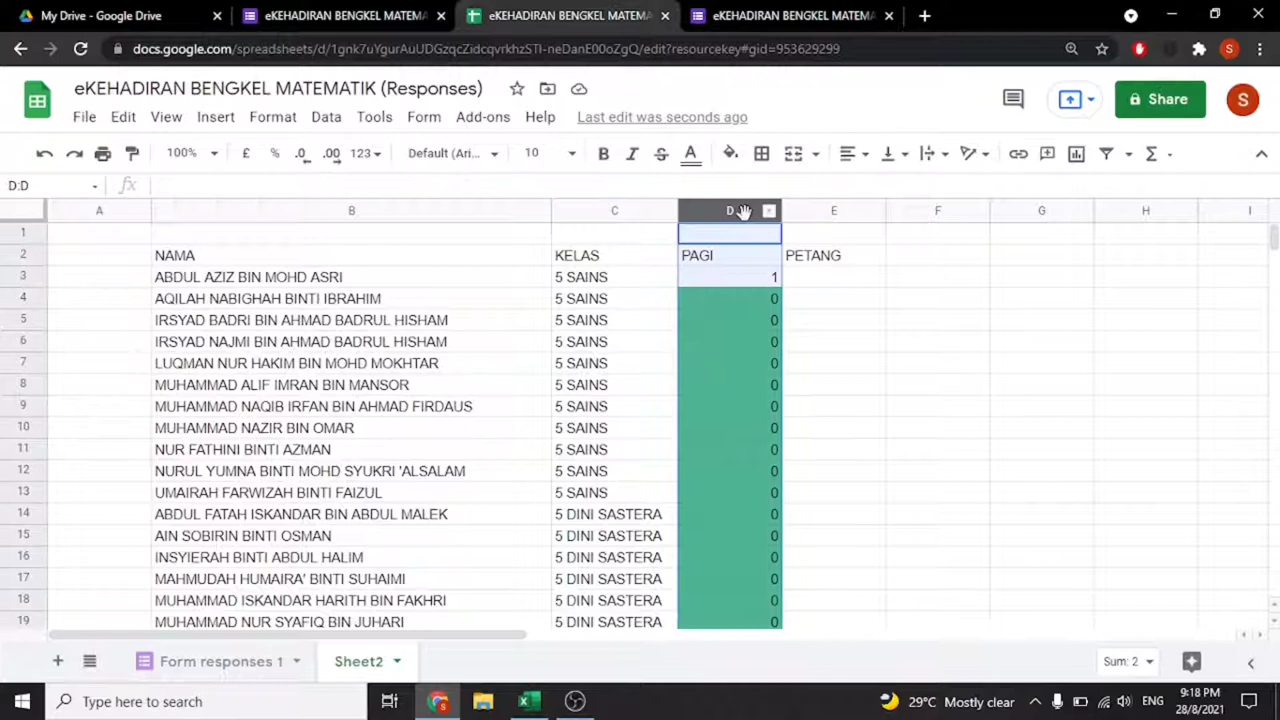 My Drive - Google Drive
eKEHADIRAN BENGKEL MATEMA
eKEHADIRAN BENGKEL MATEMA
eKEHADIRAN BENGKEL MATEMA
docs.google.com/spreadsheets/d/1gnk7uYgurAuUDGzqcZidcqvrkhzSTI-neDanE00oZgQ/edit?resourcekey#gid=953629299
S
eKEHADIRAN BENGKEL MATEMATIK (Responses)
Share
S
File Edit View Insert Format Data Tools Form Add-ons Help Last edit was seconds ago
100% £ % .0 .00 123 Default (Ari... 10 B I S A Σ
D:D fx
A B C D E F G H I
1
2 NAMA KELAS PAGI PETANG
3 ABDUL AZIZ BIN MOHD ASRI 5 SAINS 1
4 AQILAH NABIGHAH BINTI IBRAHIM 5 SAINS 0
5 IRSYAD BADRI BIN AHMAD BADRUL HISHAM 5 SAINS 0
6 IRSYAD NAJMI BIN AHMAD BADRUL HISHAM 5 SAINS 0
7 LUQMAN NUR HAKIM BIN MOHD MOKHTAR 5 SAINS 0
8 MUHAMMAD ALIF IMRAN BIN MANSOR 5 SAINS 0
9 MUHAMMAD NAQIB IRFAN BIN AHMAD FIRDAUS 5 SAINS 0
10 MUHAMMAD NAZIR BIN OMAR 5 SAINS 0
11 NUR FATHINI BINTI AZMAN 5 SAINS 0
12 NURUL YUMNA BINTI MOHD SYUKRI 'ALSALAM 5 SAINS 0
13 UMAIRAH FARWIZAH BINTI FAIZUL 5 SAINS 0
14 ABDUL FATAH ISKANDAR BIN ABDUL MALEK 5 DINI SASTERA 0
15 AIN SOBIRIN BINTI OSMAN 5 DINI SASTERA 0
16 INSYIERAH BINTI ABDUL HALIM 5 DINI SASTERA 0
17 MAHMUDAH HUMAIRA' BINTI SUHAIMI 5 DINI SASTERA 0
18 MUHAMMAD ISKANDAR HARITH BIN FAKHRI 5 DINI SASTERA 0
19 MUHAMMAD NUR SYAFIQ BIN JUHARI 5 DINI SASTERA 0
Form responses 1 Sheet2 Sum: 2
Type here to search
29°C Mostly clear ENG
9:18 PM
28/8/2021